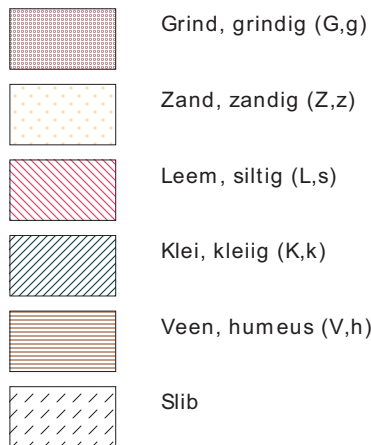 Grind, grindig (G,g)
Zand, zandig (Z,z)
Leem, siltig (L,s)
Klei, kleiig (K,k)
Veen, humeus (V,h)
Slib